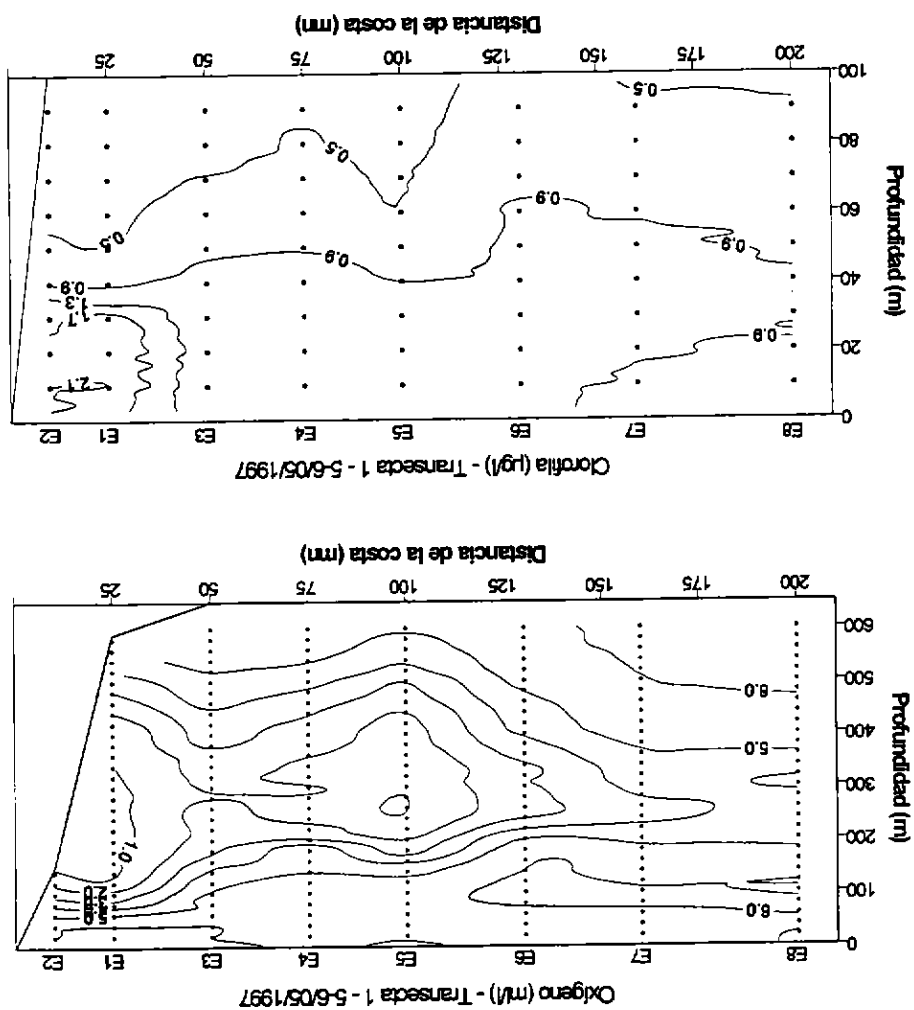 Oxígeno (ml/l) - Transecta 1 - 5-6/05/1997
E8 E7 E6 E5 E4 E3 E1 E2
Profundidad (m)
0
100
200
300
400
500
600
1.0
5.0
200 175 150 125 100 75 50 25
Distancia de la costa (mn)
Clorofila (µg/l) - Transecta 1 - 5-6/05/1997
E8 E7 E6 E5 E4 E3 E1 E2
Profundidad (m)
0
20
40
60
80
100
2.1
0.9
1.7
1.3
0.9
0.9
0.9
0.9
0.5
0.5
0.5
200 175 150 125 100 75 50 25
Distancia de la costa (mn)